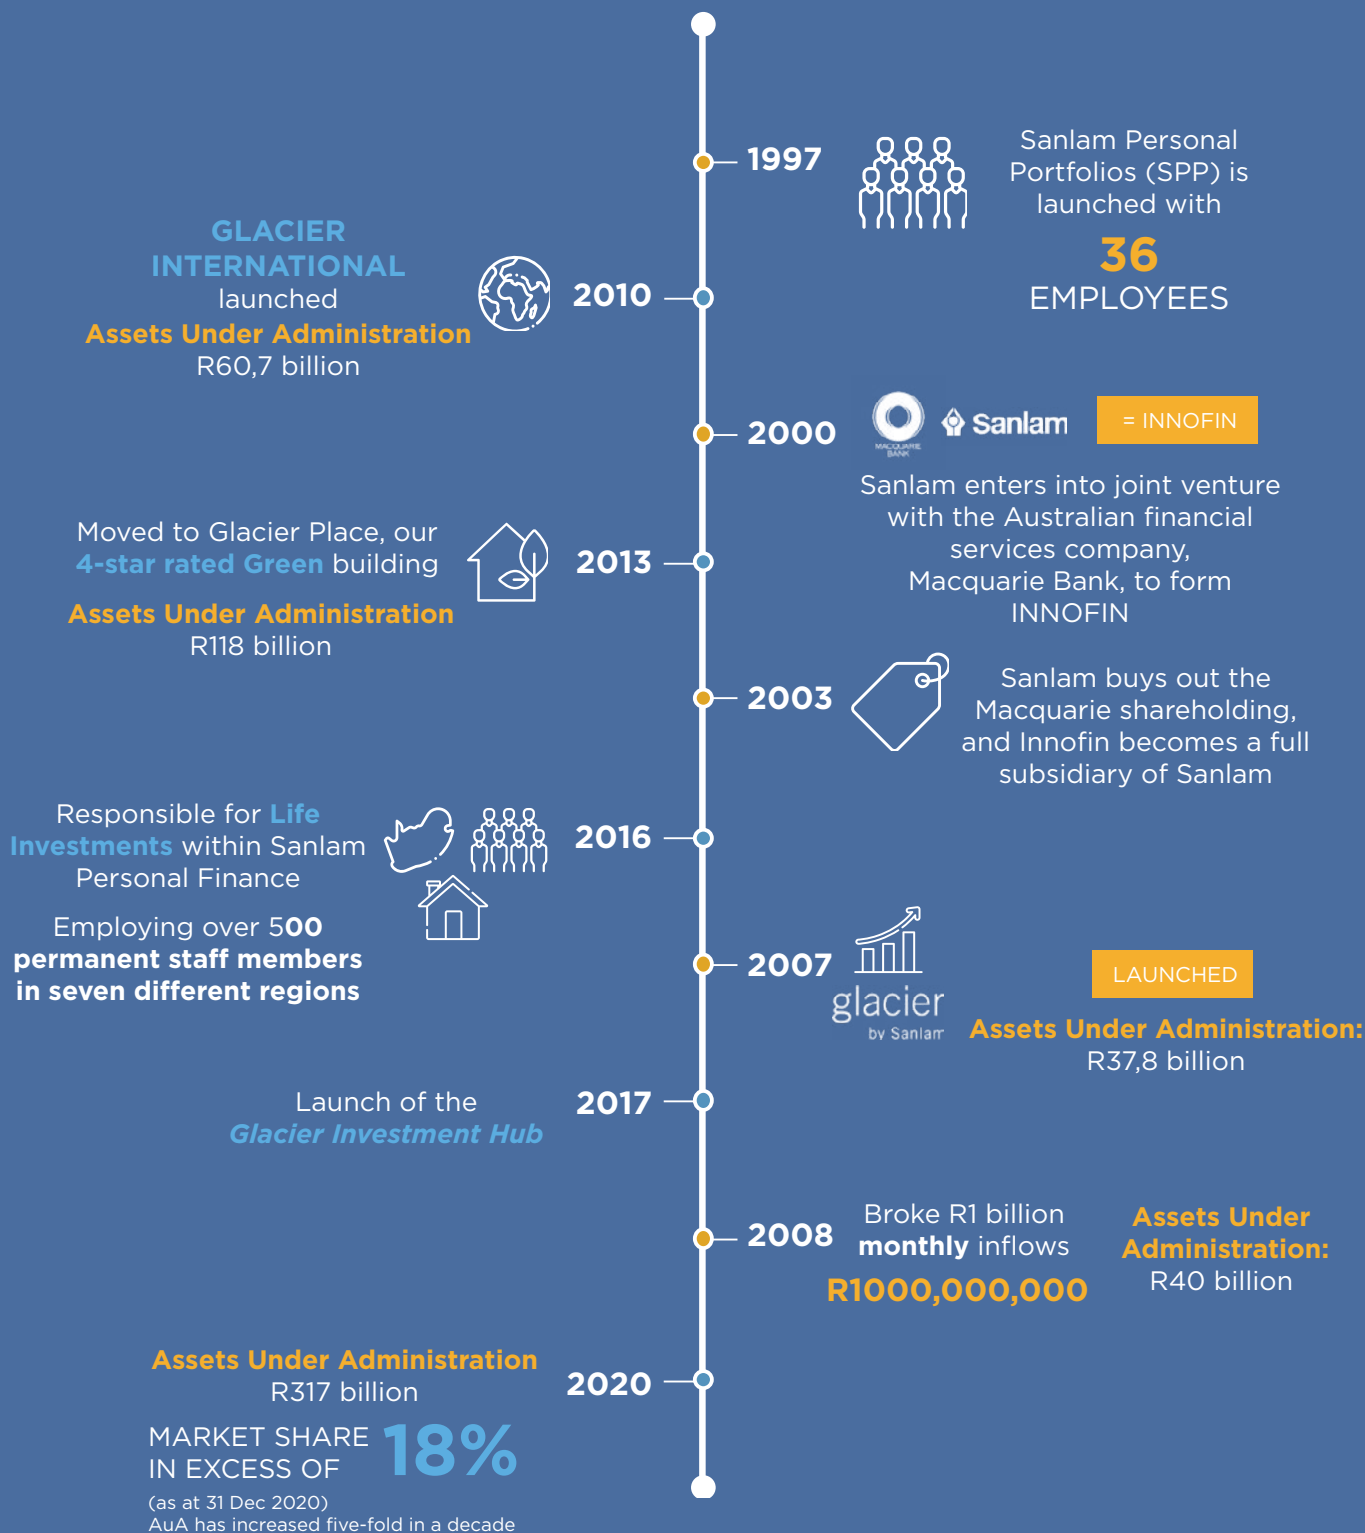 1997
Sanlam Personal
Portfolios (SPP) is
launched with
36
EMPLOYEES
GLACIER
INTERNATIONAL
launched
Assets Under Administration
R60,7 billion
2010
2000
MACQUARIE
BANK
Sanlam
= INNOFIN
Sanlam enters into joint venture
with the Australian financial
services company,
Macquarie Bank, to form
INNOFIN
Moved to Glacier Place, our
4-star rated Green building
Assets Under Administration
R118 billion
2013
2003
Sanlam buys out the
Macquarie shareholding,
and Innofin becomes a full
subsidiary of Sanlam
Responsible for Life
Investments within Sanlam
Personal Finance
Employing over 500
permanent staff members
in seven different regions
2016
2007
glacier
by Sanlam
LAUNCHED
Assets Under Administration:
R37,8 billion
Launch of the
Glacier Investment Hub
2017
2008
Broke R1 billion
monthly inflows
R1000,000,000
Assets Under
Administration:
R40 billion
Assets Under Administration
R317 billion
2020
MARKET SHARE
IN EXCESS OF
18%
(as at 31 Dec 2020)
AuA has increased five-fold in a decade